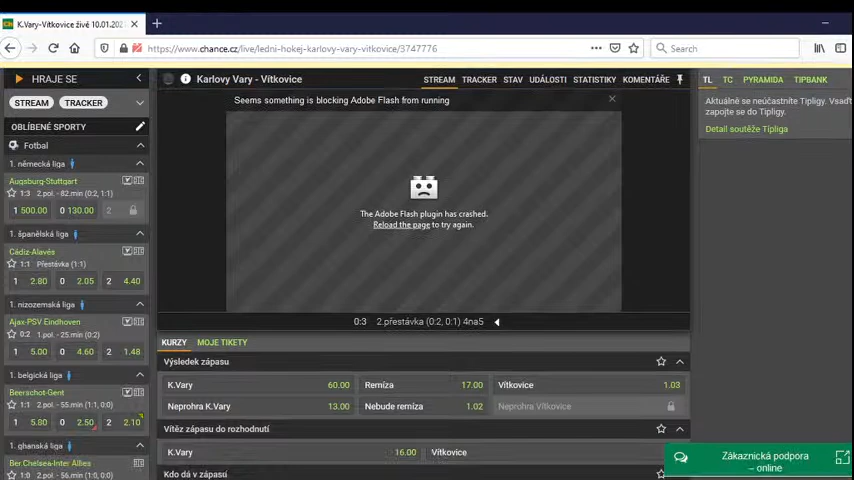 K.Vary-Vítkovice živě 10.01.202
https://www.chance.cz/live/ledni-hokej-karlovy-vary-vitkovice/3747776
Search
HRAJE SE
STREAM TRACKER
OBLÍBENÉ SPORTY
Fotbal
1. německá liga
Augsburg-Stuttgart
1:3 2.pol. - 82.min (0:2, 1:1)
1 500.00 0 130.00 2
1. španělská liga
Cádiz-Alavés
1:1 Přestávka (1:1)
1 2.80 0 2.05 2 4.40
1. nizozemská liga
Ajax-PSV Eindhoven
0:2 1.pol. - 25.min (0:2)
1 5.00 0 4.60 2 1.48
1. belgická liga
Beerschot-Gent
1:1 2.pol. - 55.min (1:1, 0:0)
1 5.80 0 2.50 2 2.10
1. ghanská liga
Ber.Chelsea-Inter Allies
1:0 2.pol. - 56.min (1:0, 0:0)
Karlovy Vary - Vítkovice
STREAM TRACKER STAV UDÁLOSTI STATISTIKY KOMENTÁŘE
Seems something is blocking Adobe Flash from running
The Adobe Flash plugin has crashed.
Reload the page to try again.
0:3 2.přestávka (0:2, 0:1) 4na5
KURZY MOJE TIKETY
Výsledek zápasu
K.Vary 60.00 Remíza 17.00 Vítkovice 1.03
Neprohra K.Vary 13.00 Nebude remíza 1.02 Neprohra Vítkovice
Vítěz zápasu do rozhodnutí
K.Vary 16.00 Vítkovice
Kdo dá v zápasí
TL TC PYRAMIDA TIPBANK
Aktuálně se neúčastníte Tipligy. Vsaďt
zapojte se do Tipligy.
Detail soutěže Tipliga
Zákaznická podpora
– online